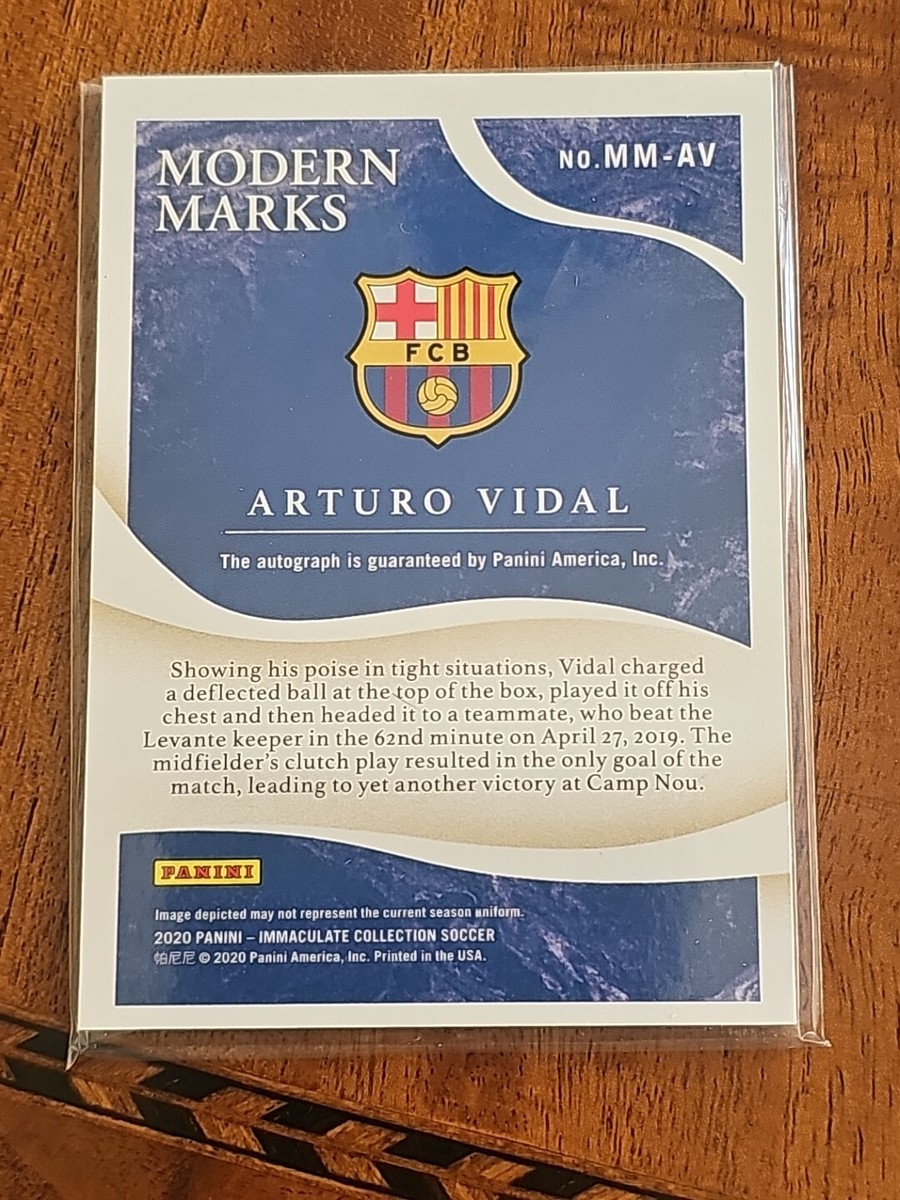 MODERN
MARKS
NO.MM-AV
FCB
ARTURO VIDAL
The autograph is guaranteed by Panini America, Inc.
Showing his poise in tight situations, Vidal charged
a deflected ball at the top of the box, played it off his
chest and then headed it to a teammate, who beat the
Levante keeper in the 62nd minute on April 27, 2019. The
midfielder's clutch play resulted in the only goal of the
match, leading to yet another victory at Camp Nou.
PANINI
Image depicted may not represent the current season uniform.
2020 PANINI – IMMACULATE COLLECTION SOCCER
帕尼尼 © 2020 Panini America, Inc. Printed in the USA.